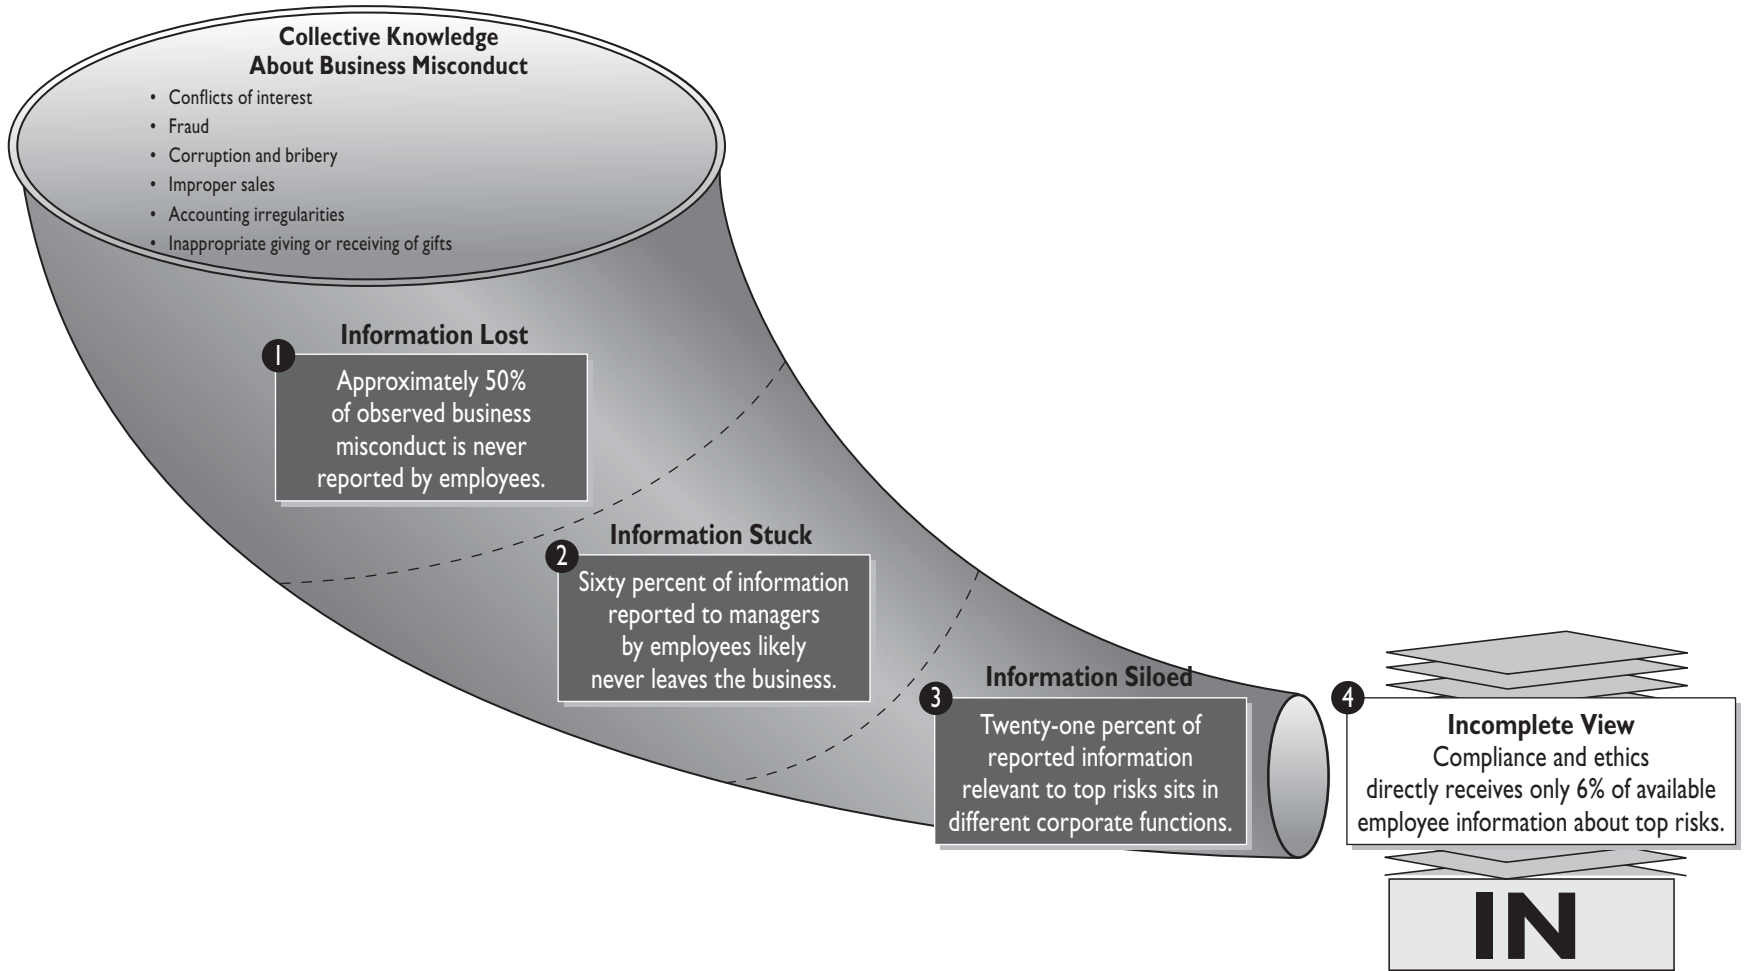 Collective Knowledge
About Business Misconduct
• Conflicts of interest
• Fraud
• Corruption and bribery
• Improper sales
• Accounting irregularities
• Inappropriate giving or receiving of gifts
Information Lost
1
Approximately 50%
of observed business
misconduct is never
reported by employees.
Information Stuck
2
Sixty percent of information
reported to managers
by employees likely
never leaves the business.
Information Siloed
3
Twenty-one percent of
reported information
relevant to top risks sits in
different corporate functions.
4
Incomplete View
Compliance and ethics
directly receives only 6% of available
employee information about top risks.
IN